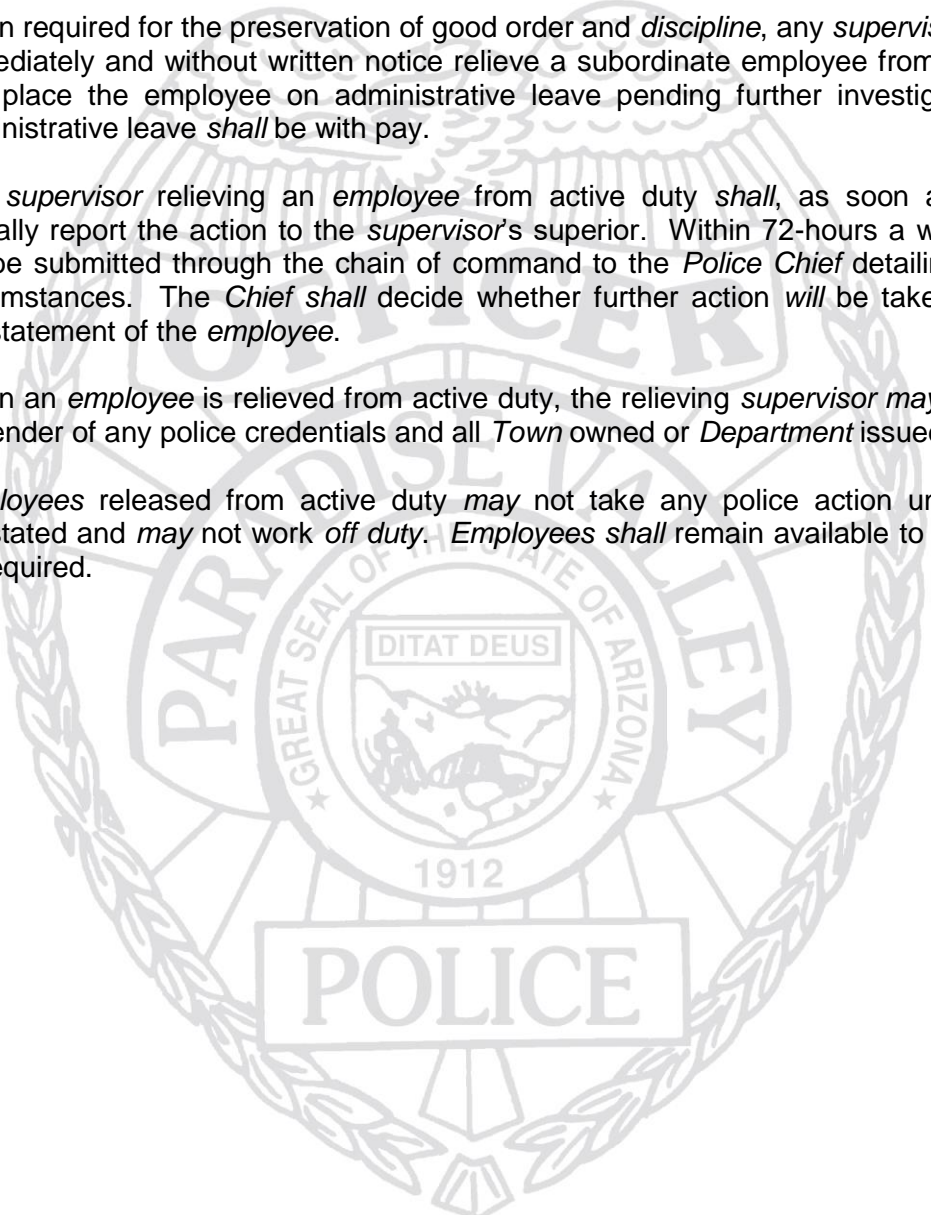 n required for the preservation of good order and discipline, any supervis
ediately and without written notice relieve a subordinate employee from
place the employee on administrative leave pending further investig
inistrative leave shall be with pay.
supervisor relieving an employee from active duty shall, as soon a
ally report the action to the supervisor's superior. Within 72-hours a w
be submitted through the chain of command to the Police Chief detailin
umstances. The Chief shall decide whether further action will be take
statement of the employee.
n an employee is relieved from active duty, the relieving supervisor may
ender of any police credentials and all Town owned or Department issued
loyees released from active duty may not take any police action un
stated and may not work off duty. Employees shall remain available to
equired.
OFFICER
PARADISE VALLEY
GREAT SEAL OF THE STATE OF ARIZONA
DITAT DEUS
1912
POLICE